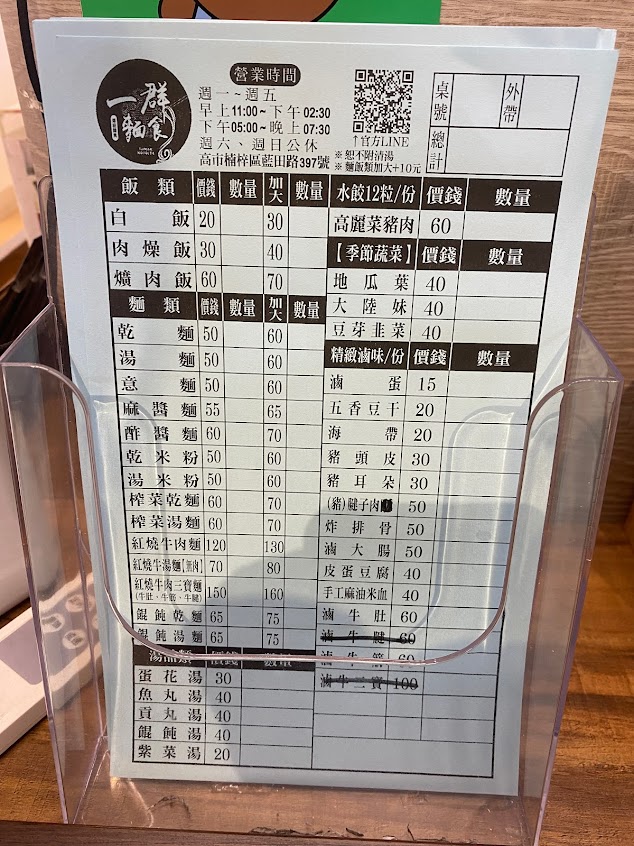 一群麵食
營業時間
週一～週五
早上11:00～下午02:30
下午05:00～晚上07:30
週六、週日公休
高市楠梓區藍田路397號
↑官方LINE
※恕不附清湯
※麵飯類加大+10元
桌號 外帶
總計
飯類 價錢 數量 加大 數量
白飯 20 30
肉燥飯 30 40
爌肉飯 60 70
麵類 價錢 數量 加大 數量
乾麵 50 60
湯麵 50 60
意麵 50 60
麻醬麵 55 65
酢醬麵 60 70
乾米粉 50 60
湯米粉 50 60
榨菜乾麵 60 70
榨菜湯麵 60 70
紅燒牛肉麵 120 130
紅燒牛湯麵【無肉】 70 80
紅燒牛肉三寶麵 150 160
(牛肚、牛筋、牛腱)
餛飩乾麵 65 75
餛飩湯麵 65 75
湯品類 價錢 數量
蛋花湯 30
魚丸湯 40
貢丸湯 40
餛飩湯 40
紫菜湯 20
水餃12粒/份 價錢 數量
高麗菜豬肉 60
【季節蔬菜】 價錢 數量
地瓜葉 40
大陸妹 40
豆芽韭菜 40
精緻滷味/份 價錢 數量
滷蛋 15
五香豆干 20
海帶 20
豬頭皮 30
豬耳朵 30
(豬)腱子肉 50
炸排骨 50
滷大腸 50
皮蛋豆腐 40
手工麻油米血 40
滷牛肚 60
滷牛腱 60
滷牛筋 60
滷牛三寶 100